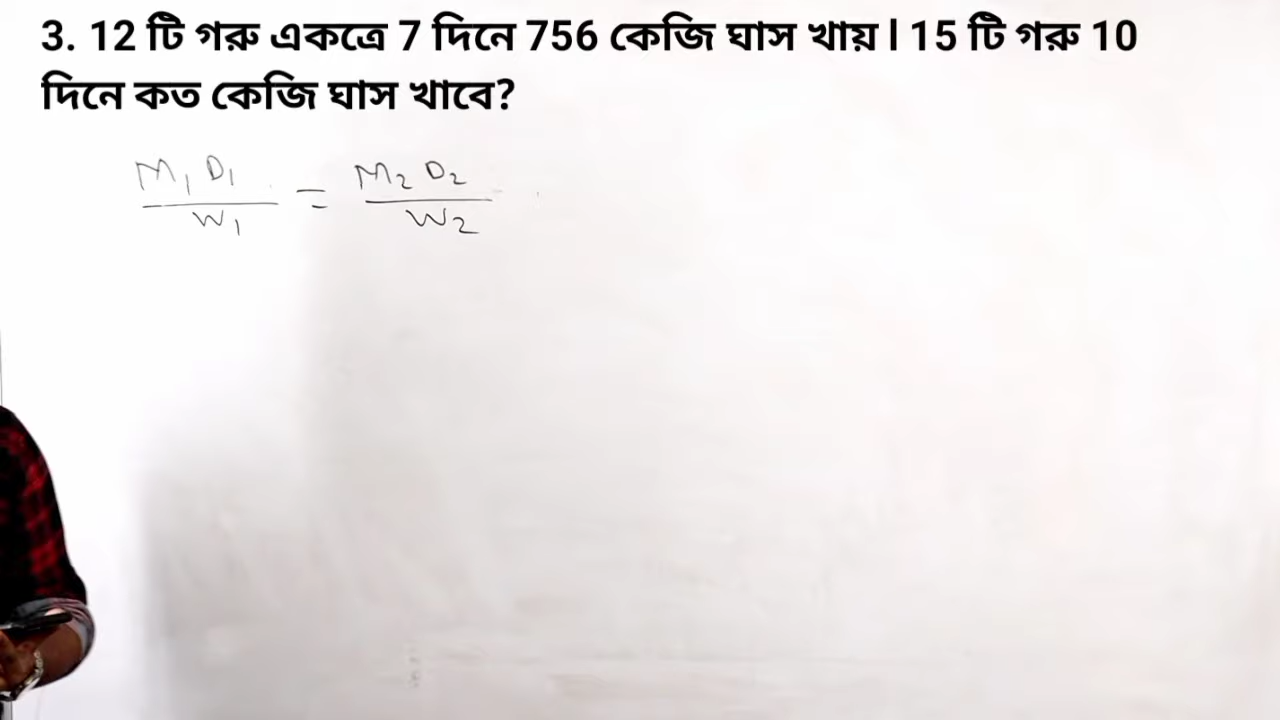 3. 12 টি গরু একত্রে 7 দিনে 756 কেজি ঘাস খায় l 15 টি গরু 10
দিনে কত কেজি ঘাস খাবে?
M₁ D₁ / W₁ = M₂ D₂ / W₂